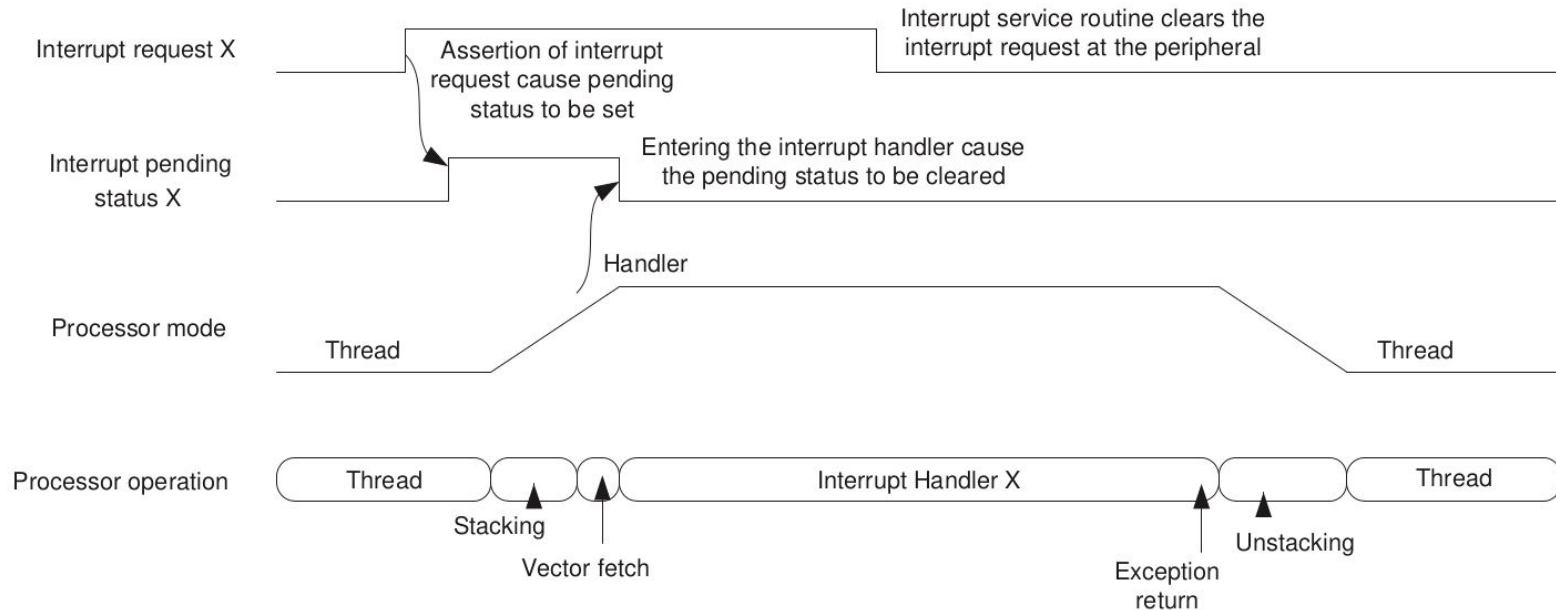 Interrupt request X
Assertion of interrupt
request cause pending
status to be set
Interrupt service routine clears the
interrupt request at the peripheral
Interrupt pending
status X
Entering the interrupt handler cause
the pending status to be cleared
Processor mode
Thread
Handler
Thread
Processor operation
Thread
Interrupt Handler X
Thread
Stacking
Vector fetch
Exception
return
Unstacking